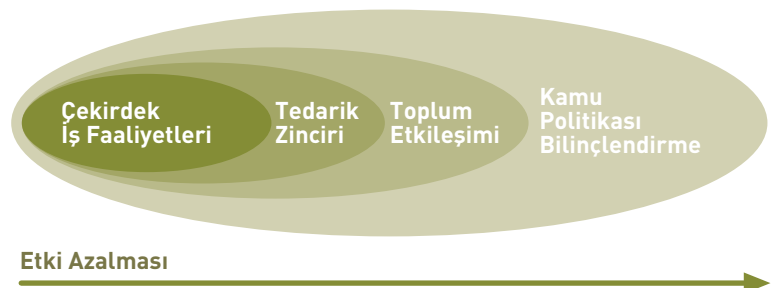 Çekirdek
İş Faaliyetleri
Tedarik
Zinciri
Toplum
Etkileşimi
Kamu
Politikası
Bilinçlendirme
Etki Azalması